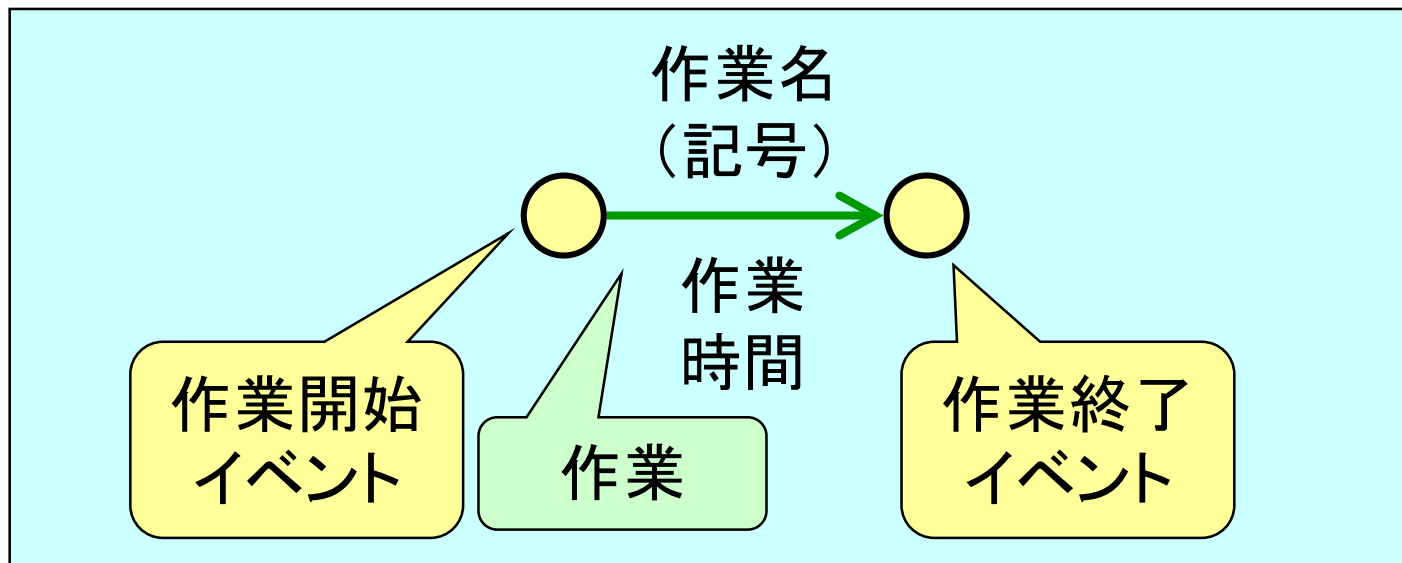 作業名
（記号）
作業
時間
作業開始
イベント
作業
作業終了
イベント